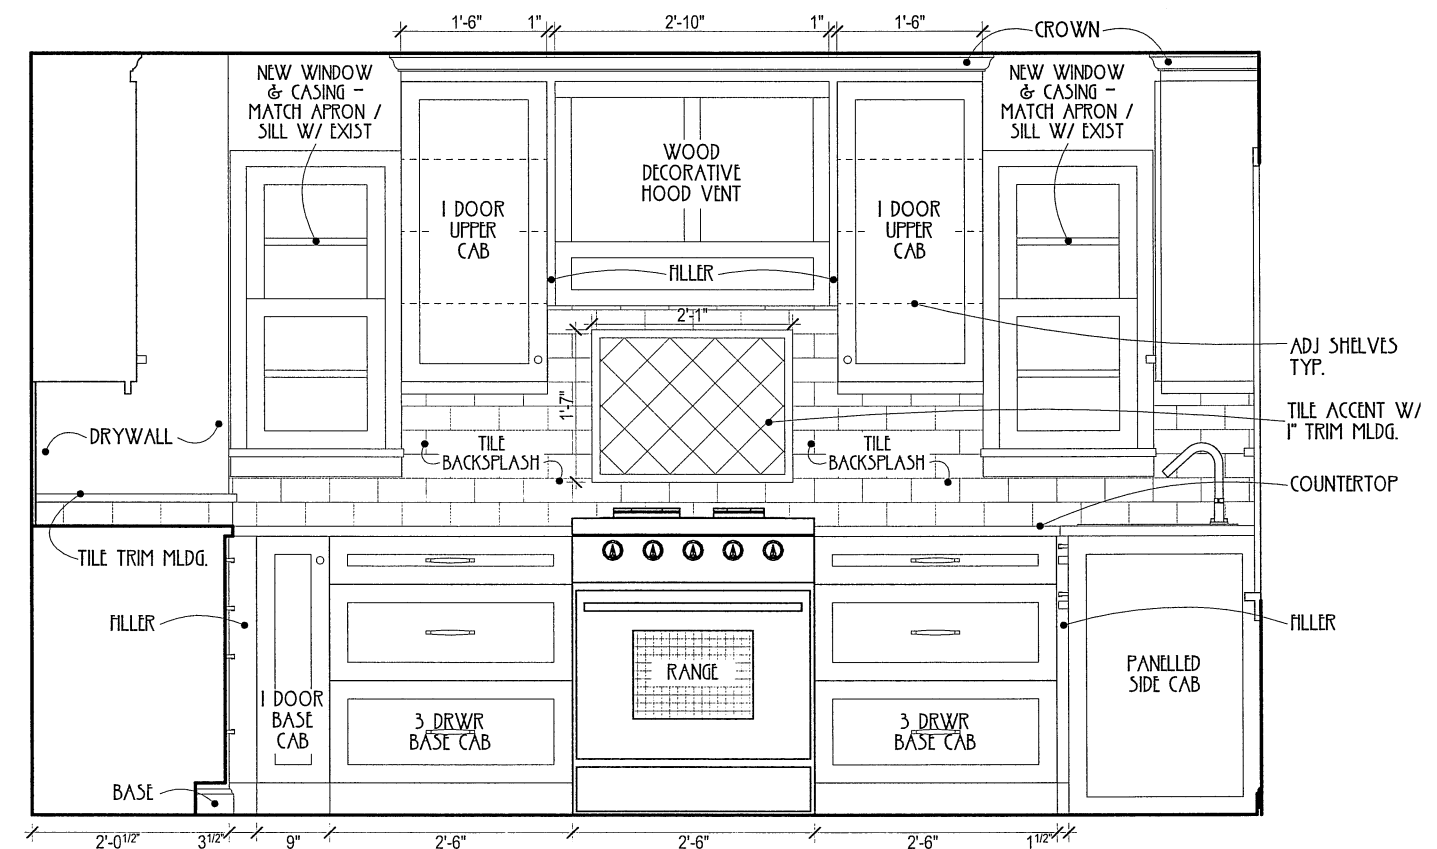 1'-6" 1" 2'-10" 1" 1'-6"
CROWN
NEW WINDOW
& CASING -
MATCH APRON /
SILL W/ EXIST
NEW WINDOW
& CASING -
MATCH APRON /
SILL W/ EXIST
WOOD
DECORATIVE
HOOD VENT
1 DOOR
UPPER
CAB
1 DOOR
UPPER
CAB
FILLER
2'-1"
ADJ SHELVES
TYP.
1'-7"
TILE ACCENT W/
1" TRIM MLDG.
DRYWALL
TILE
BACKSPLASH
TILE
BACKSPLASH
COUNTERTOP
TILE TRIM MLDG.
FILLER
FILLER
RANGE
PANELLED
SIDE CAB
1 DOOR
BASE
CAB
3 DRWR
BASE CAB
3 DRWR
BASE CAB
BASE
2'-0 1/2" 3 1/2" 9" 2'-6" 2'-6" 2'-6" 1 1/2"